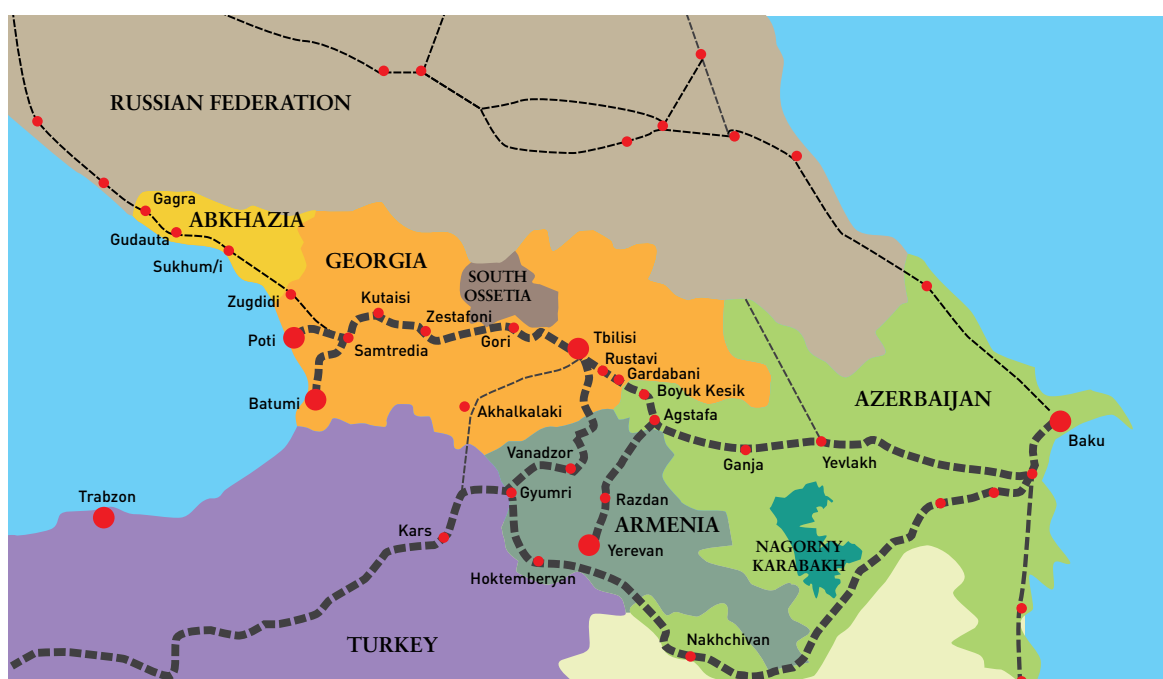 RUSSIAN FEDERATION
Gagra
ABKHAZIA
Gudauta
Sukhum/i
GEORGIA
SOUTH
OSSETIA
Zugdidi
Kutaisi
Zestafoni
Poti
Samtredia
Gori
Tbilisi
Rustavi
Gardabani
Boyuk Kesik
Batumi
Akhalkalaki
Agstafa
AZERBAIJAN
Baku
Vanadzor
Ganja
Yevlakh
Trabzon
Gyumri
Razdan
Kars
ARMENIA
Yerevan
NAGORNY
KARABAKH
Hoktemberyan
TURKEY
Nakhchivan